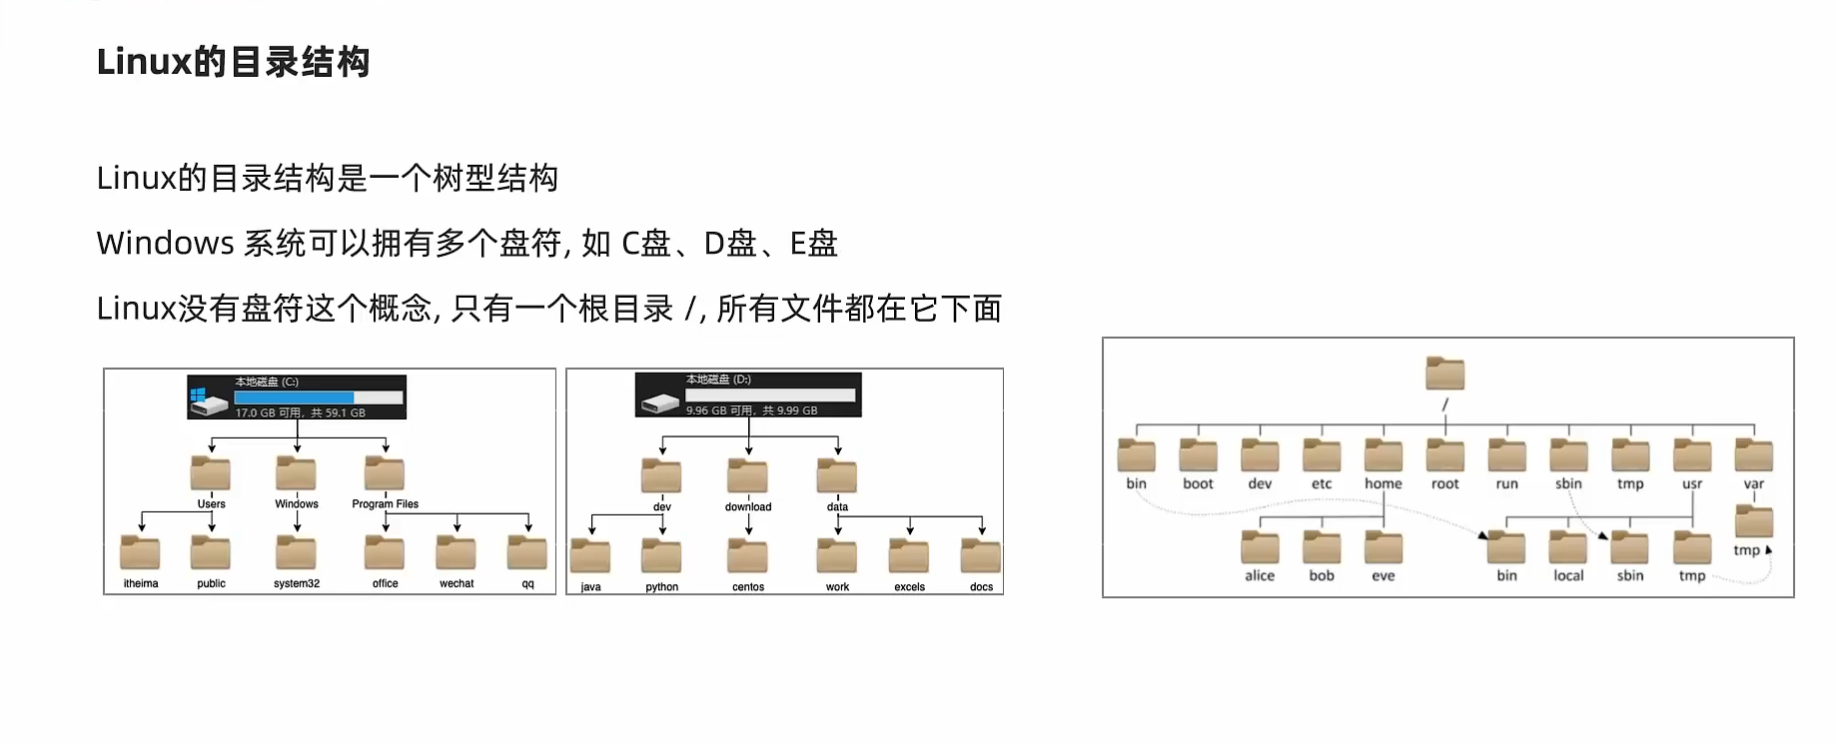 Linux的目录结构
Linux的目录结构是一个树型结构
Windows 系统可以拥有多个盘符, 如 C盘、D盘、E盘
Linux没有盘符这个概念, 只有一个根目录 /, 所有文件都在它下面
本地磁盘 (C:)
17.0 GB 可用，共 59.1 GB
Users Windows Program Files
itheima public system32 office wechat qq
本地磁盘 (D:)
9.96 GB 可用，共 9.99 GB
dev download data
java python centos work excels docs
/
bin boot dev etc home root run sbin tmp usr var
tmp
alice bob eve bin local sbin tmp